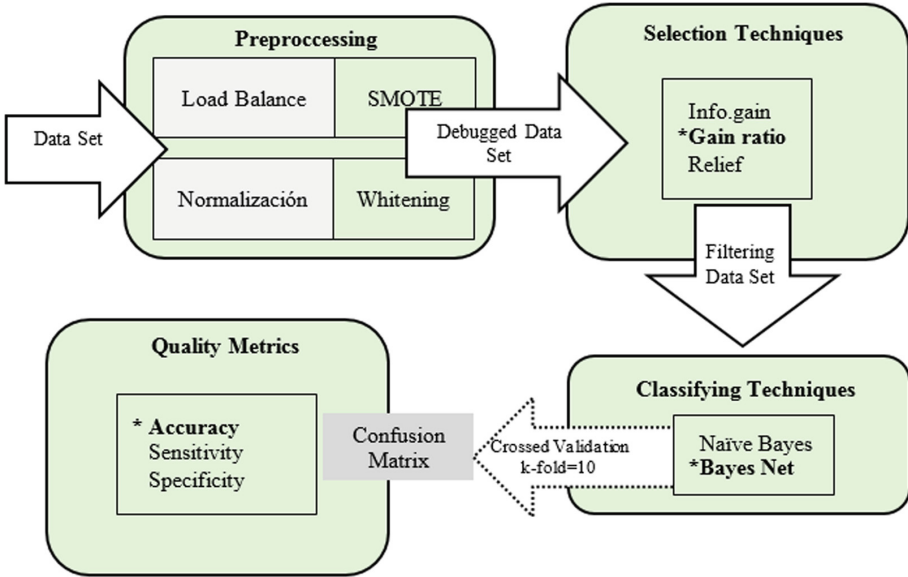 Preproccessing
Data Set
Load Balance
SMOTE
Normalización
Whitening
Debugged Data
Set
Selection Techniques
Info.gain
*Gain ratio
Relief
Filtering
Data Set
Classifying Techniques
Naïve Bayes
*Bayes Net
Crossed Validation
k-fold=10
Confusion
Matrix
Quality Metrics
* Accuracy
Sensitivity
Specificity